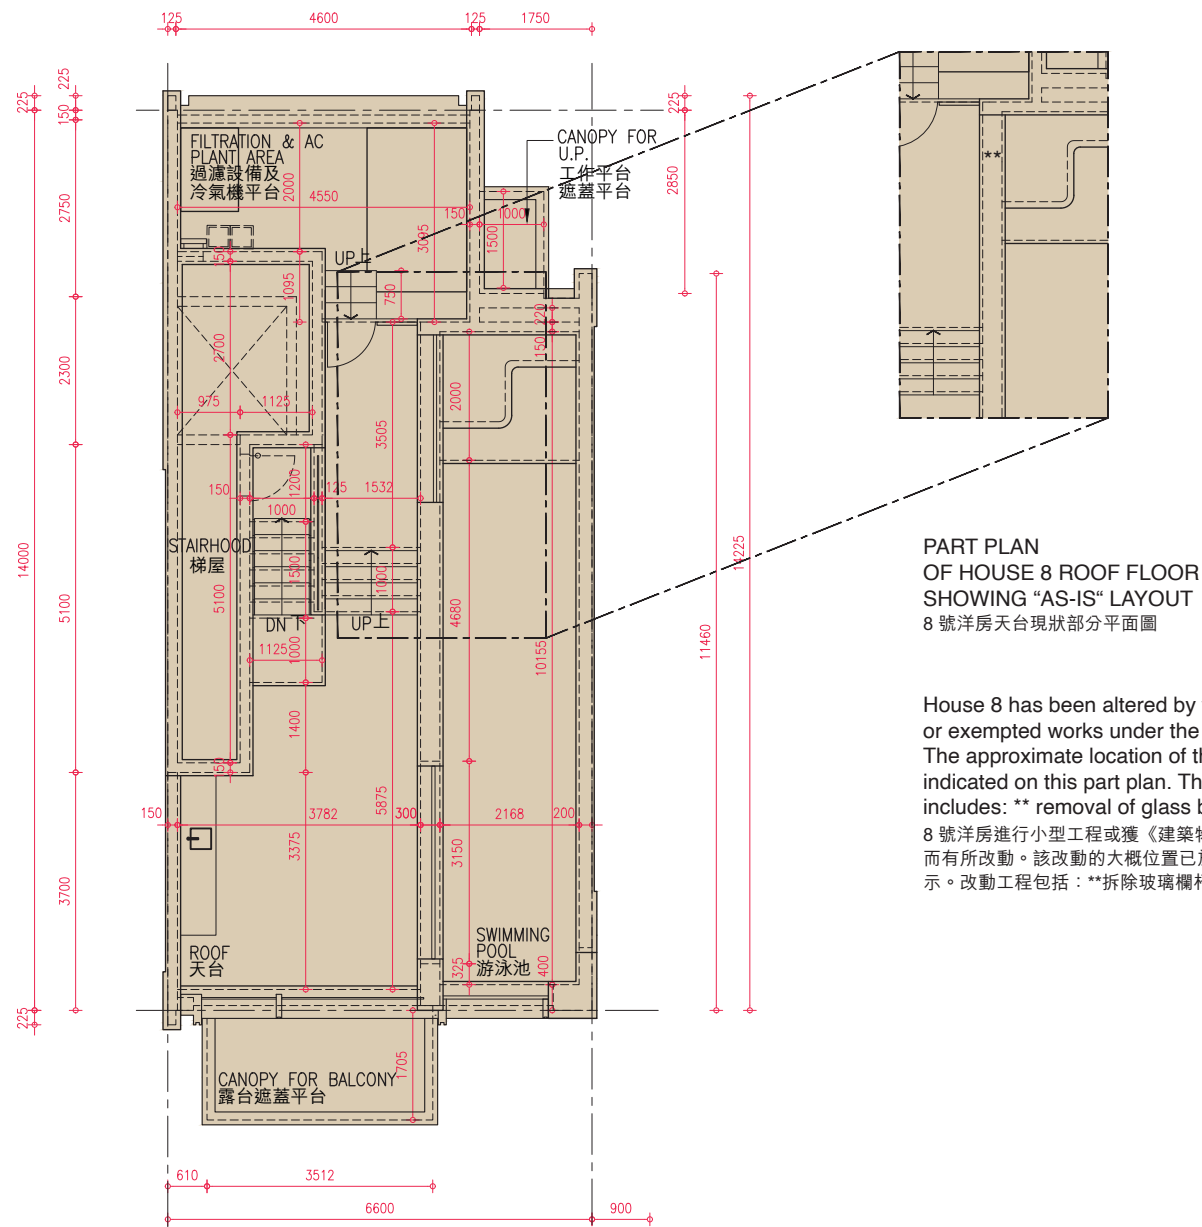 125 4600 125 1750
225
225
150
225
FILTRATION & AC
PLANT AREA
過濾設備及
冷氣機平台
CANOPY FOR
U.P.
工作平台
遮蓋平台
2000
4550
150 1000
1500
3095
2750
2850
**
UP上
150
1095
750
220
150
2700
2300
975 1125
2000
3505
1200
150 125 1532
1000
STAIRHOOD
梯屋
1500
1000
5100
5100
4680
14000
14225
11460
10155
DN下 UP上
1125
1000
1400
150
5875
150 3782 300 2168 200
3375
3150
3700
ROOF
天台
SWIMMING
POOL
游泳池
325
400
225
1705
CANOPY FOR BALCONY
露台遮蓋平台
610 3512
6600 900
PART PLAN
OF HOUSE 8 ROOF FLOOR
SHOWING “AS-IS“ LAYOUT
8 號洋房天台現狀部分平面圖
House 8 has been altered by
or exempted works under the
The approximate location of
indicated on this part plan.
includes: ** removal of glass
8 號洋房進行小型工程或獲《建築
而有所改動。該改動的大概位置已
示。改動工程包括：**拆除玻璃欄